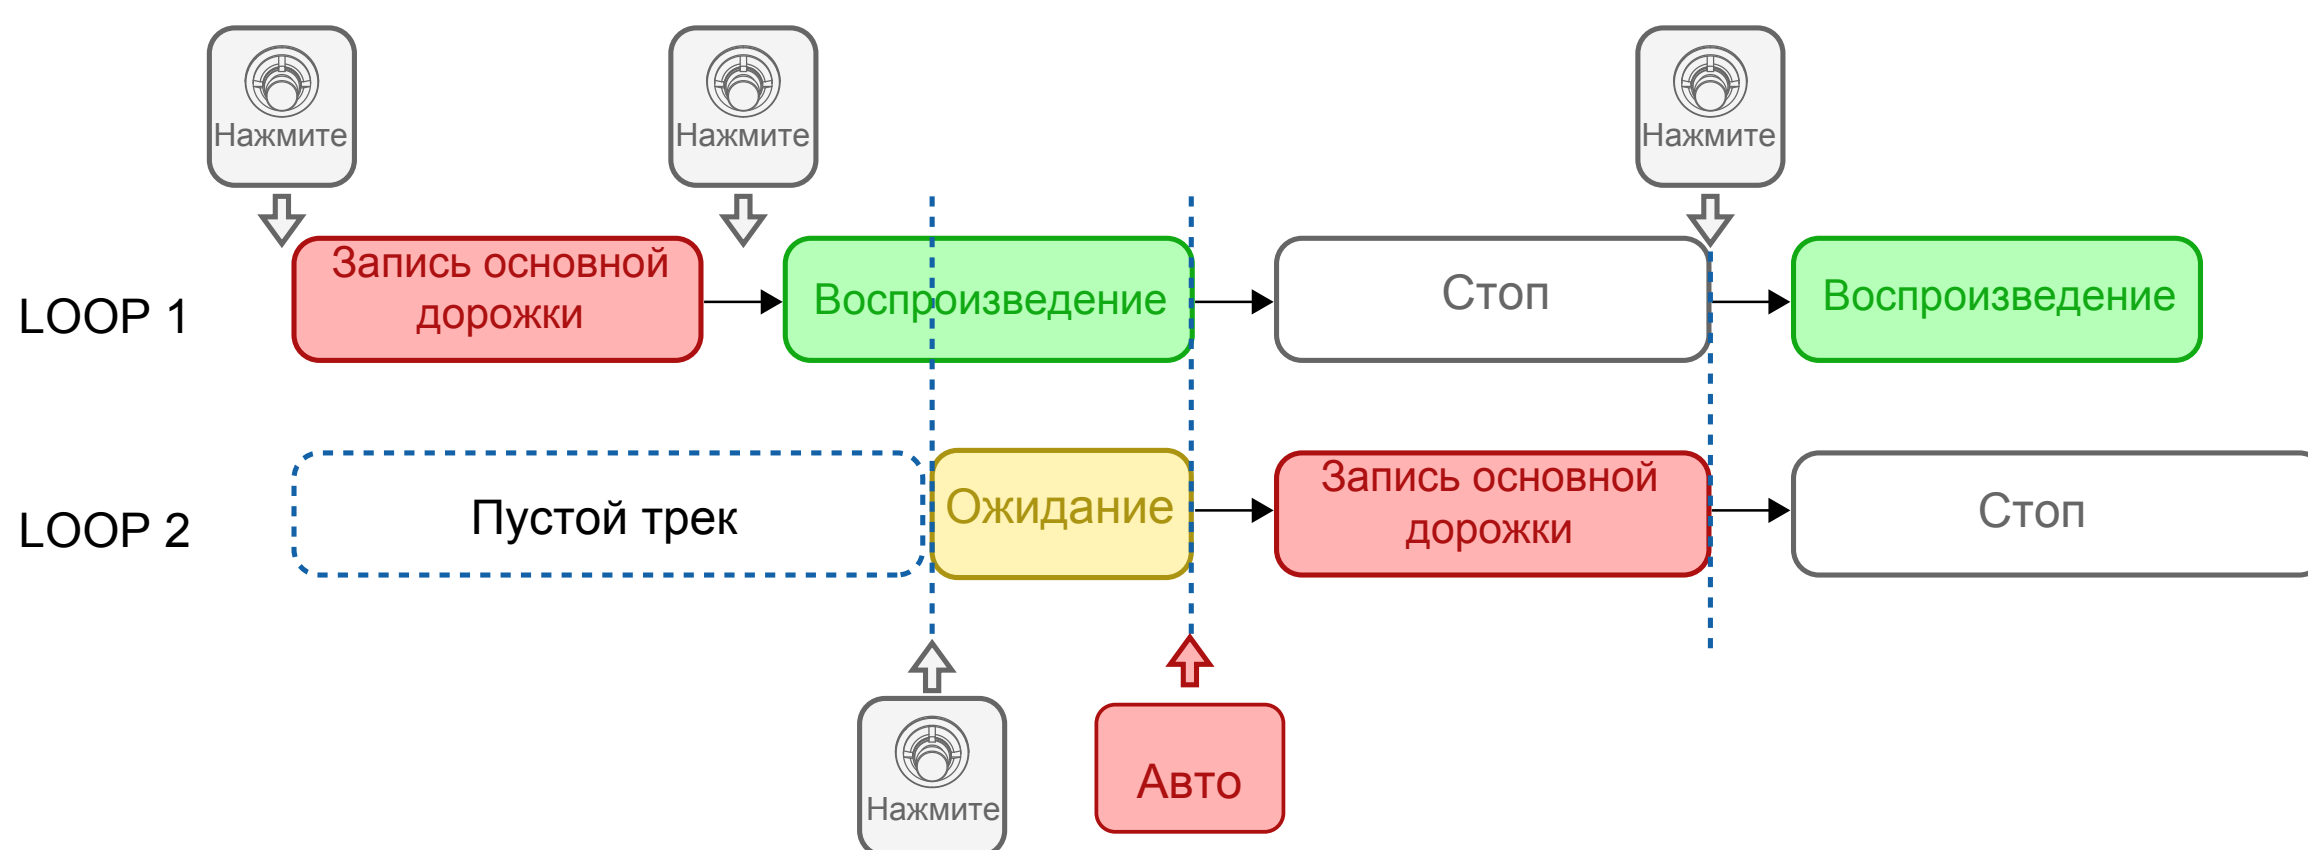 Нажмите
Нажмите
Нажмите
LOOP 1
Запись основной
дорожки
Воспроизведение
Стоп
Воспроизведение
LOOP 2
Пустой трек
Ожидание
Запись основной
дорожки
Стоп
Нажмите
Авто